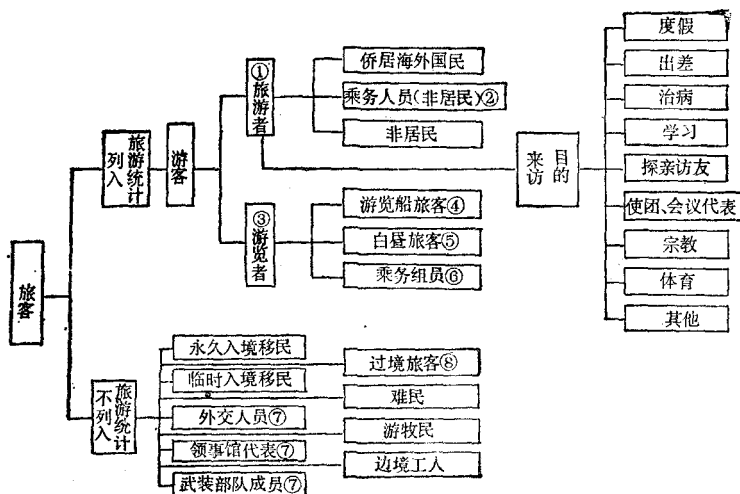 旅客
列入旅游统计
游客
①旅游者
侨居海外国民
乘务人员(非居民)②
非居民
③游览者
游览船旅客④
白昼旅客⑤
乘务组员⑥
来访目的
度假
出差
治病
学习
探亲访友
使团、会议代表
宗教
体育
其他
不列入旅游统计
永久入境移民
临时入境移民
外交人员⑦
领事馆代表⑦
武装部队成员⑦
过境旅客⑧
难民
游牧民
边境工人